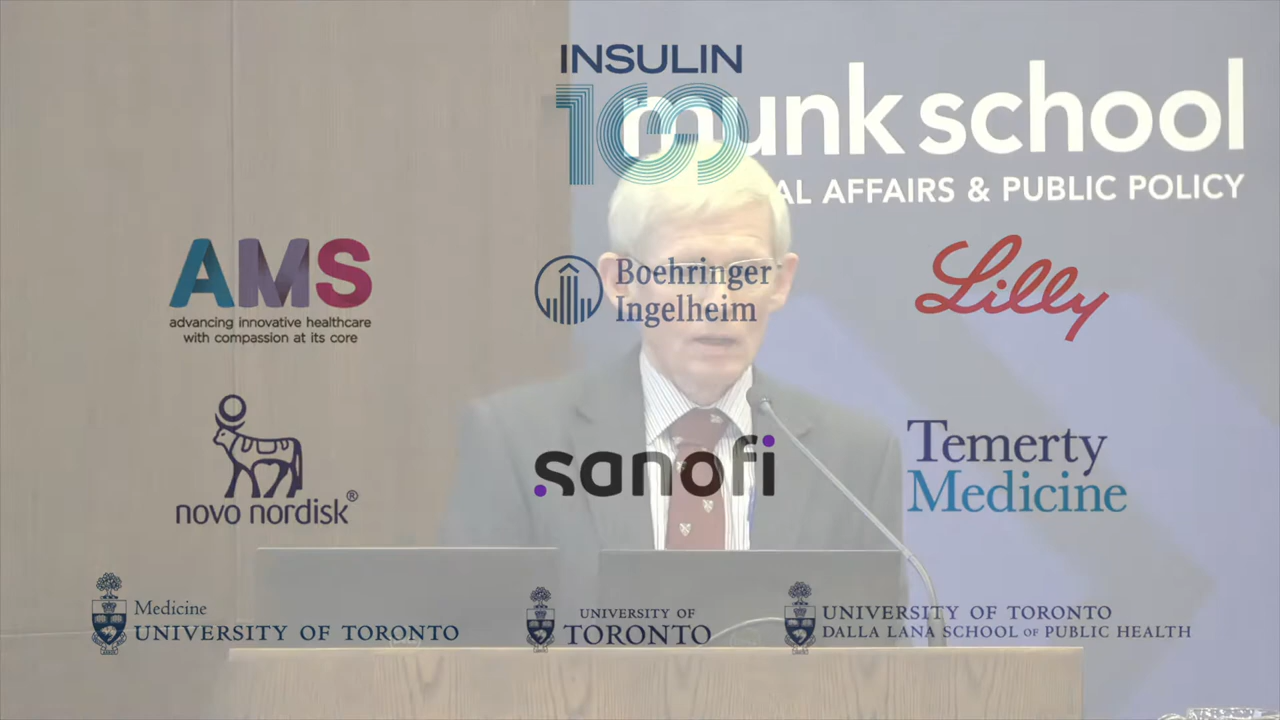 INSULIN
100
munk school
AL AFFAIRS & PUBLIC POLICY
AMS
advancing innovative healthcare
with compassion at its core
Boehringer
Ingelheim
Lilly
novo nordisk®
sanofi
Temerty
Medicine
Medicine
UNIVERSITY OF TORONTO
UNIVERSITY OF
TORONTO
UNIVERSITY OF TORONTO
DALLA LANA SCHOOL OF PUBLIC HEALTH